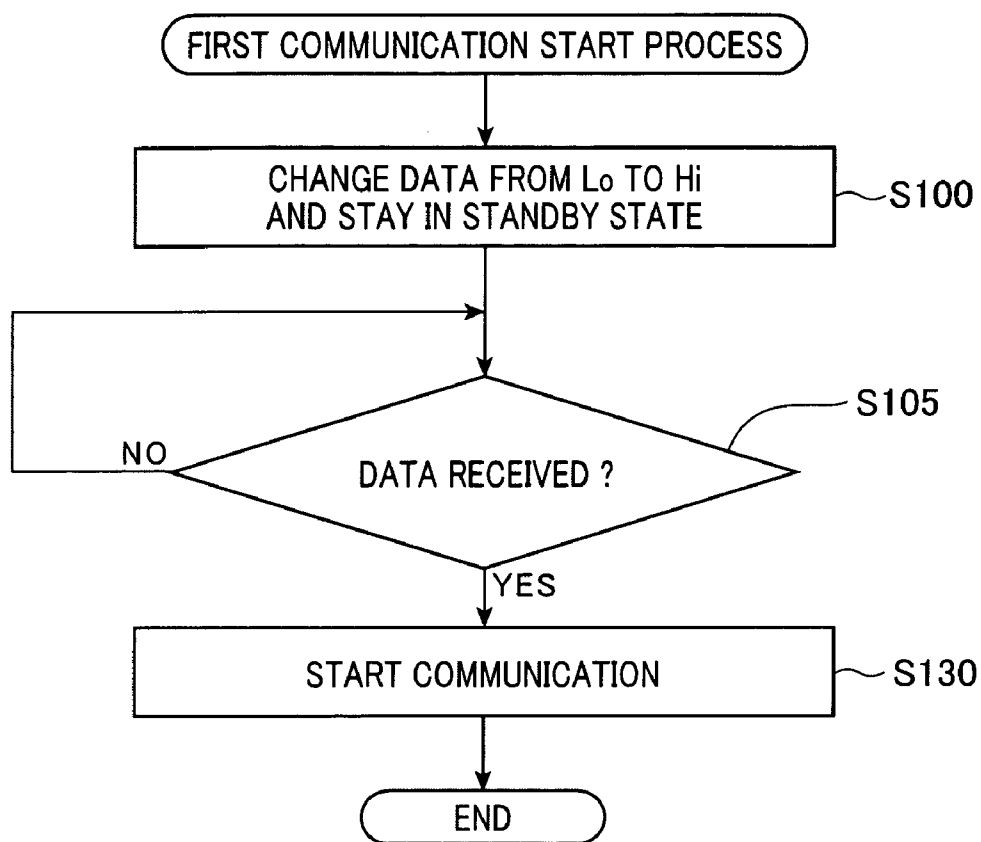 FIRST COMMUNICATION START PROCESS
CHANGE DATA FROM Lo TO Hi
AND STAY IN STANDBY STATE
S100
S105
NO
DATA RECEIVED ?
YES
START COMMUNICATION
S130
END